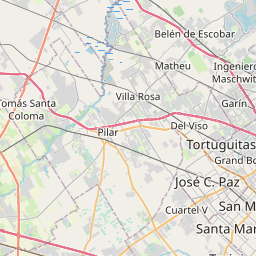 Belén de Escobar
Matheu
Ingeniero
Maschwitz
Garín
Villa Rosa
Tomás Santa
Coloma
Pilar
Del Viso
Tortuguitas
Grand Bo
José C. Paz
Cuartel V
San M
Santa Mar